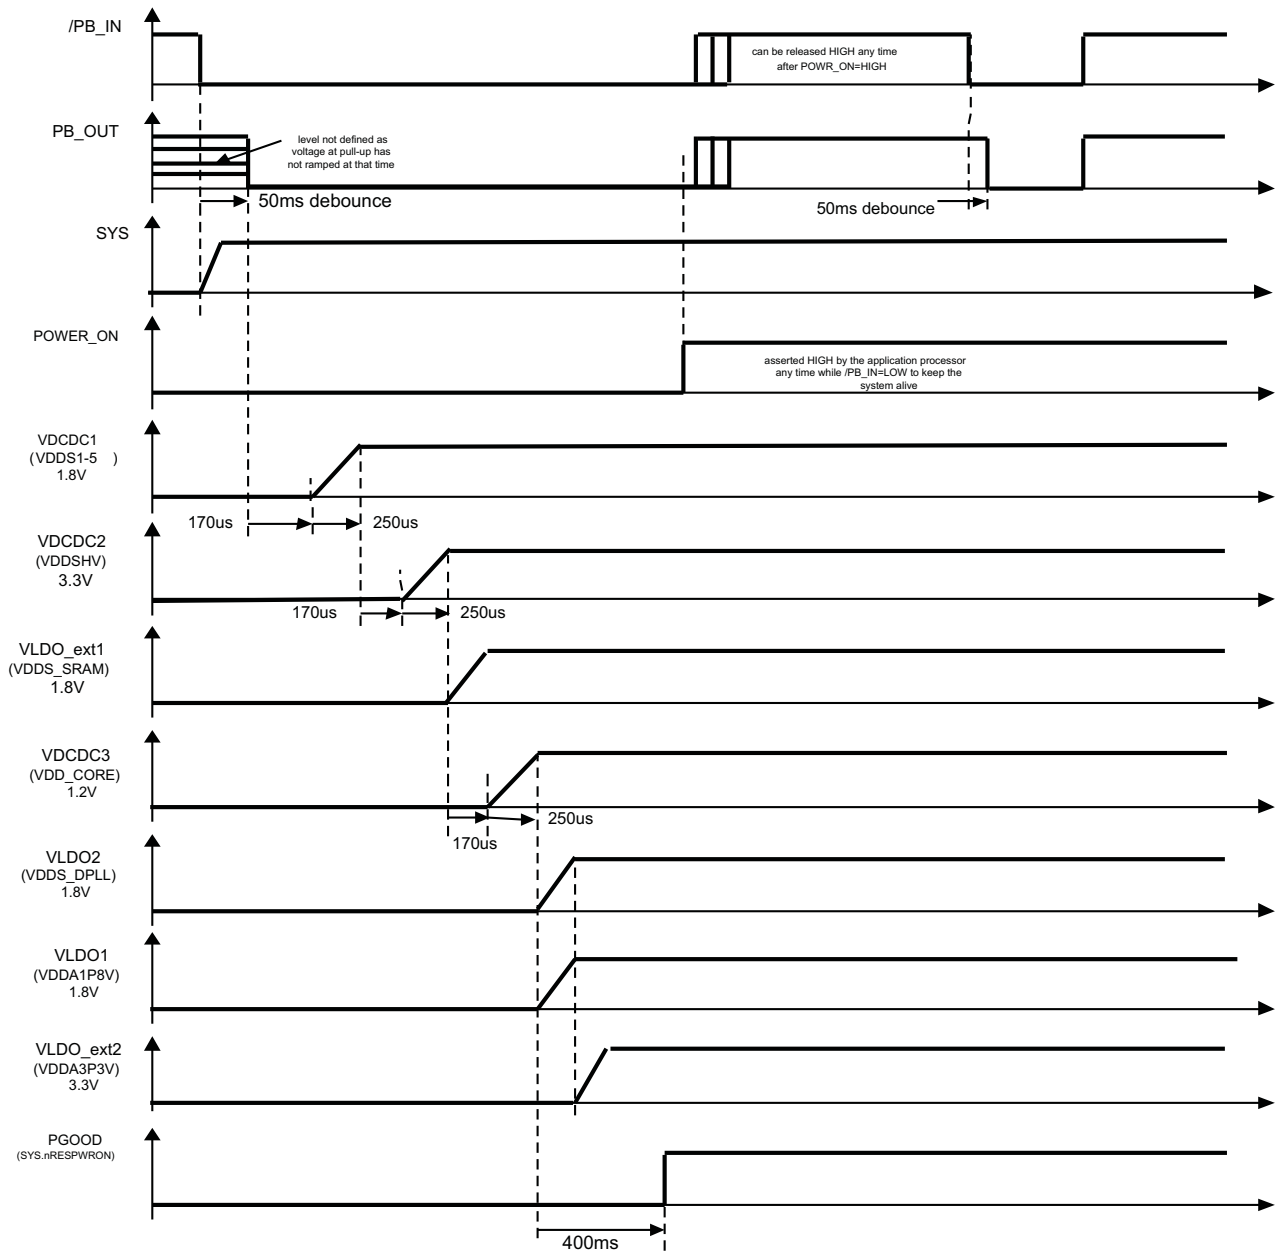 /PB_IN
can be released HIGH any time
after POWR_ON=HIGH
PB_OUT
level not defined as
voltage at pull-up has
not ramped at that time
50ms debounce
50ms debounce
SYS
POWER_ON
asserted HIGH by the application processor
any time while /PB_IN=LOW to keep the
system alive
VDCDC1
(VDDS1-5 )
1.8V
170us
250us
VDCDC2
(VDDSHV)
3.3V
170us
250us
VLDO_ext1
(VDDS_SRAM)
1.8V
VDCDC3
(VDD_CORE)
1.2V
250us
170us
VLDO2
(VDDS_DPLL)
1.8V
VLDO1
(VDDA1P8V)
1.8V
VLDO_ext2
(VDDA3P3V)
3.3V
PGOOD
(SYS.nRESPWRON)
400ms